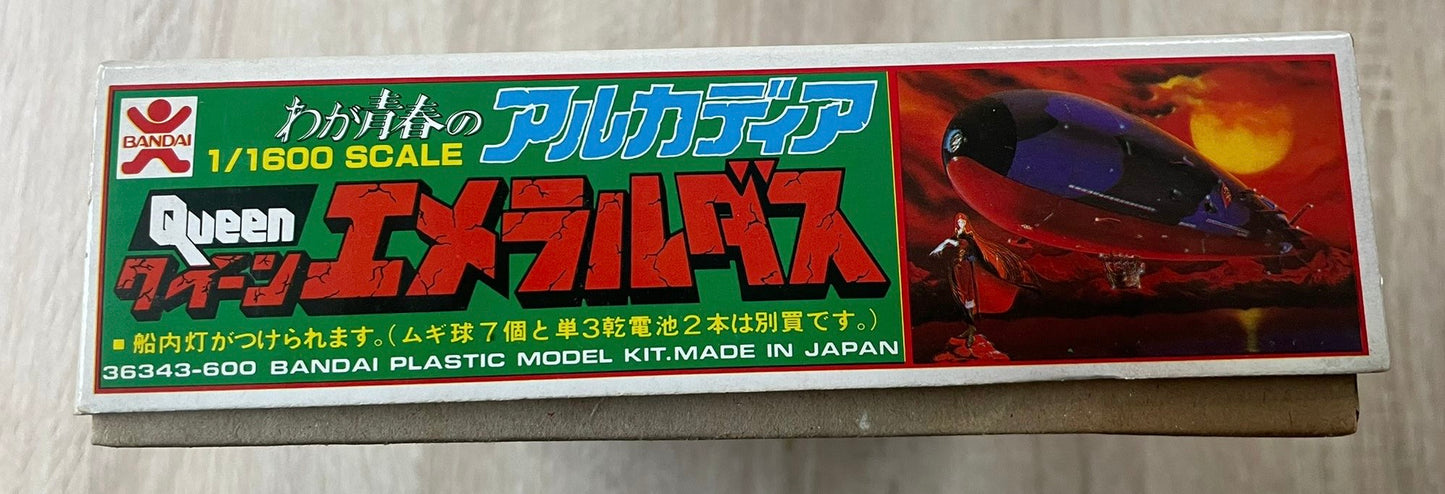 BANDAI
わが青春の アルカディア
1/1600 SCALE
Queen
クイーン エメラルダス
■船内灯がつけられます。(ムギ球7個と単3乾電池2本は別買です。)
36343-600 BANDAI PLASTIC MODEL KIT.MADE IN JAPAN